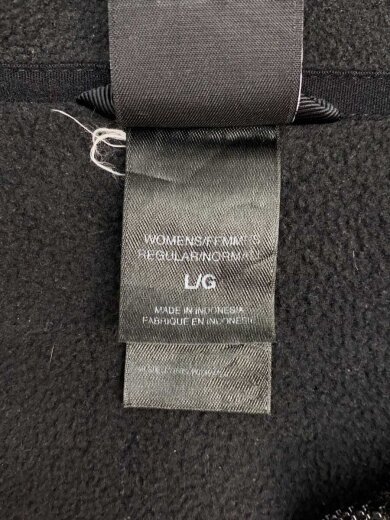 WOMENS/FEMMES
REGULAR/NORMAL
L/G
MADE IN INDONESIA
FABRIQUÉ EN INDONÉSIE